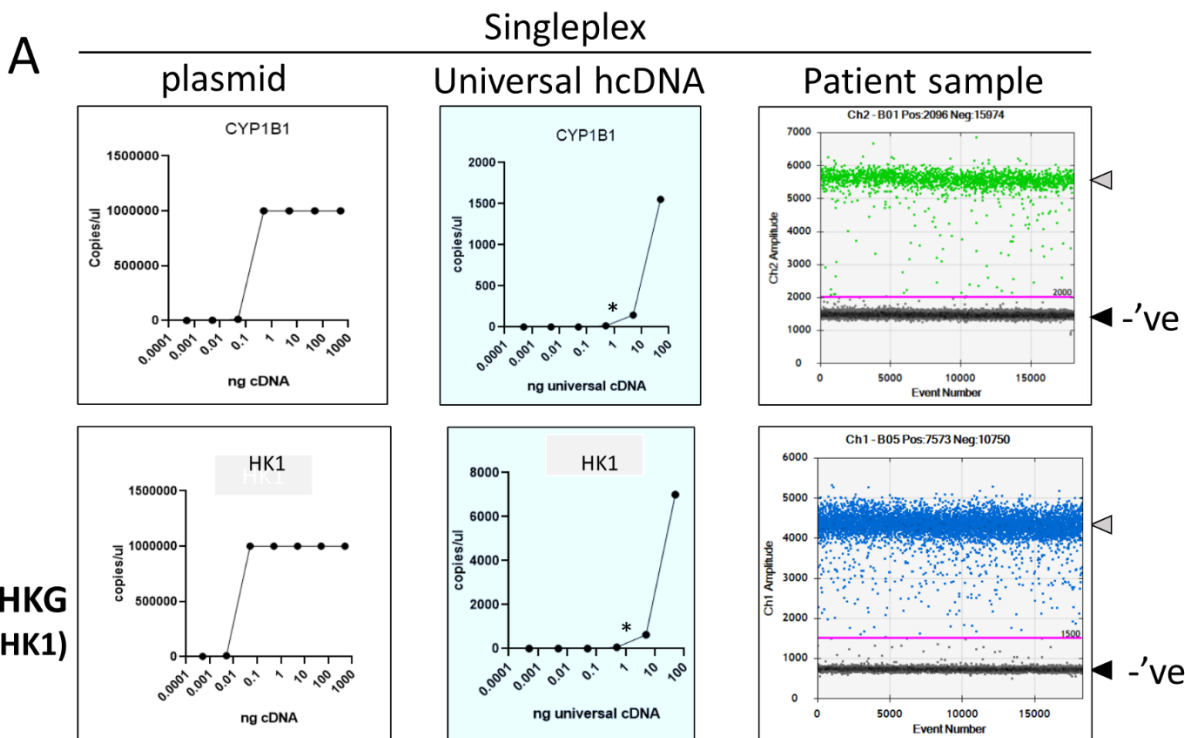 A
Singleplex
plasmid
Universal hcDNA
Patient sample
CYP1B1
1500000
1000000
500000
0
Copies/ul
0.0001
0.001
0.01
0.1
1
10
100
1000
ng cDNA
CYP1B1
2000
1500
1000
500
0
copies/ul
0.0001
0.001
0.01
0.1
1
10
100
*
ng universal cDNA
Ch2 - B01 Pos:2096 Neg:15974
7000
6000
5000
4000
3000
2000
1000
0
Ch2 Amplitude
2000
0
5000
10000
15000
Event Number
-'ve
HKG
HK1)
HK1
HK1
1500000
1000000
500000
0
copies/ul
0.0001
0.001
0.01
0.1
1
10
100
1000
ng cDNA
HK1
8000
6000
4000
2000
0
copies/ul
0.0001
0.001
0.01
0.1
1
10
100
*
ng universal cDNA
Ch1 - B05 Pos:7573 Neg:10750
6000
5000
4000
3000
2000
1000
0
Ch1 Amplitude
1500
0
5000
10000
15000
Event Number
-'ve